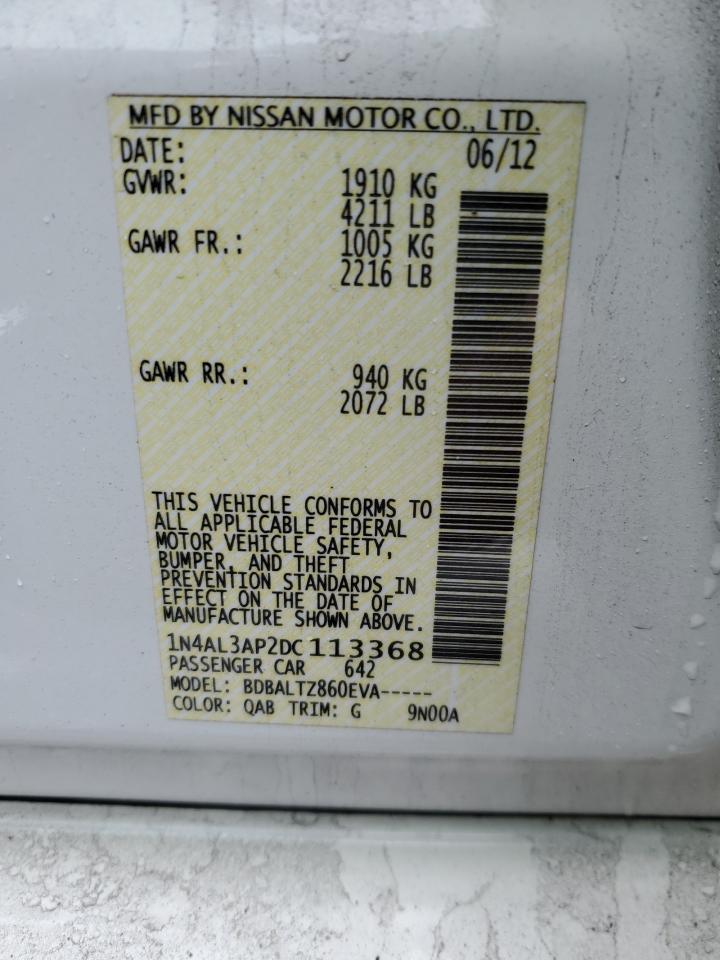 MFD BY NISSAN MOTOR CO., LTD.
DATE: 06/12
GVWR: 1910 KG
4211 LB
GAWR FR.: 1005 KG
2216 LB
GAWR RR.: 940 KG
2072 LB
THIS VEHICLE CONFORMS TO
ALL APPLICABLE FEDERAL
MOTOR VEHICLE SAFETY,
BUMPER, AND THEFT
PREVENTION STANDARDS IN
EFFECT ON THE DATE OF
MANUFACTURE SHOWN ABOVE.
1N4AL3AP2DC113368
PASSENGER CAR 642
MODEL: BDBALTZ860EVA-----
COLOR: QAB TRIM: G 9N00A